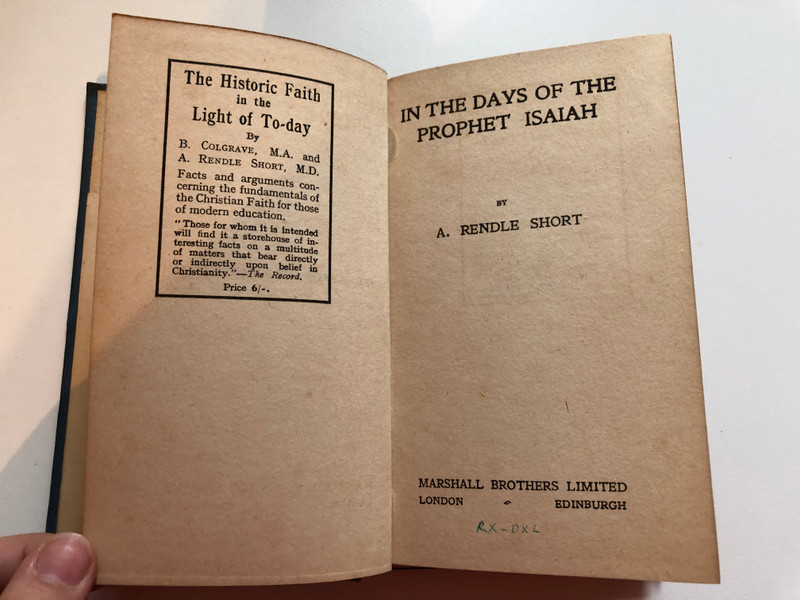 The Historic Faith
in the
Light of To-day
By
B. COLGRAVE, M.A. and
A. RENDLE SHORT, M.D.
Facts and arguments con-
cerning the fundamentals of
the Christian Faith for those
of modern education.
"Those for whom it is intended
will find it a storehouse of in-
teresting facts on a multitude
of matters that bear directly
or indirectly upon belief in
Christianity."—The Record.
Price 6/-.
IN THE DAYS OF THE
PROPHET ISAIAH
BY
A. RENDLE SHORT
MARSHALL BROTHERS LIMITED
LONDON - EDINBURGH
RX-DXL